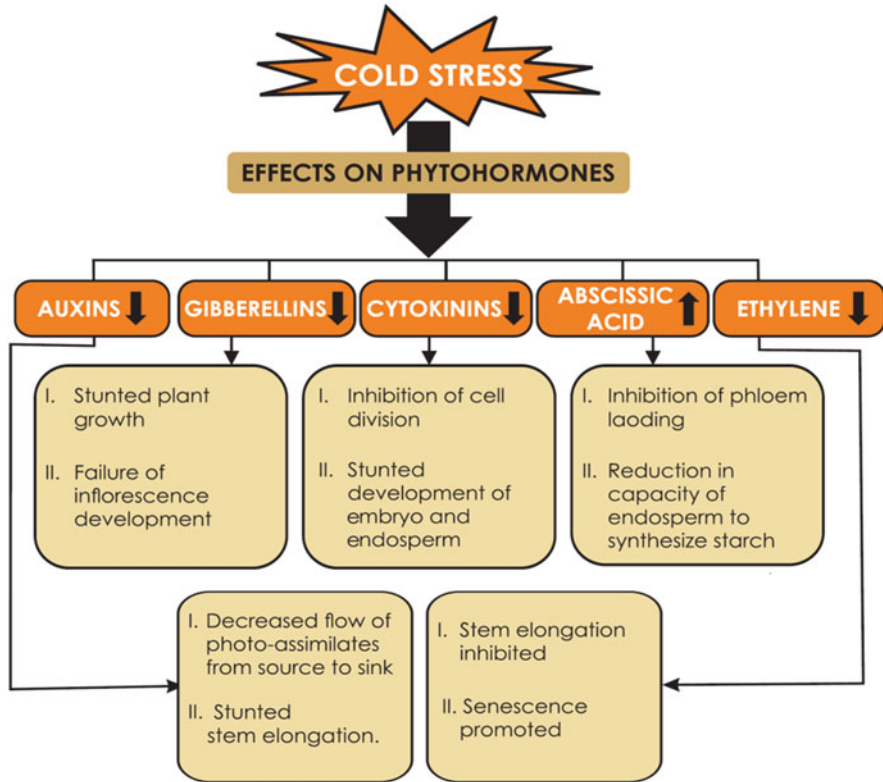 COLD STRESS
EFFECTS ON PHYTOHORMONES
AUXINS
GIBBERELLINS
CYTOKININS
ABSCISSIC
ACID
ETHYLENE
I. Stunted plant
growth
II. Failure of
inflorescence
development
I. Inhibition of cell
division
II. Stunted
development of
embryo and
endosperm
I. Inhibition of phloem
laoding
II. Reduction in
capacity of
endosperm to
synthesize starch
I. Decreased flow of
photo-assimilates
from source to sink
II. Stunted
stem elongation.
I. Stem elongation
inhibited
II. Senescence
promoted